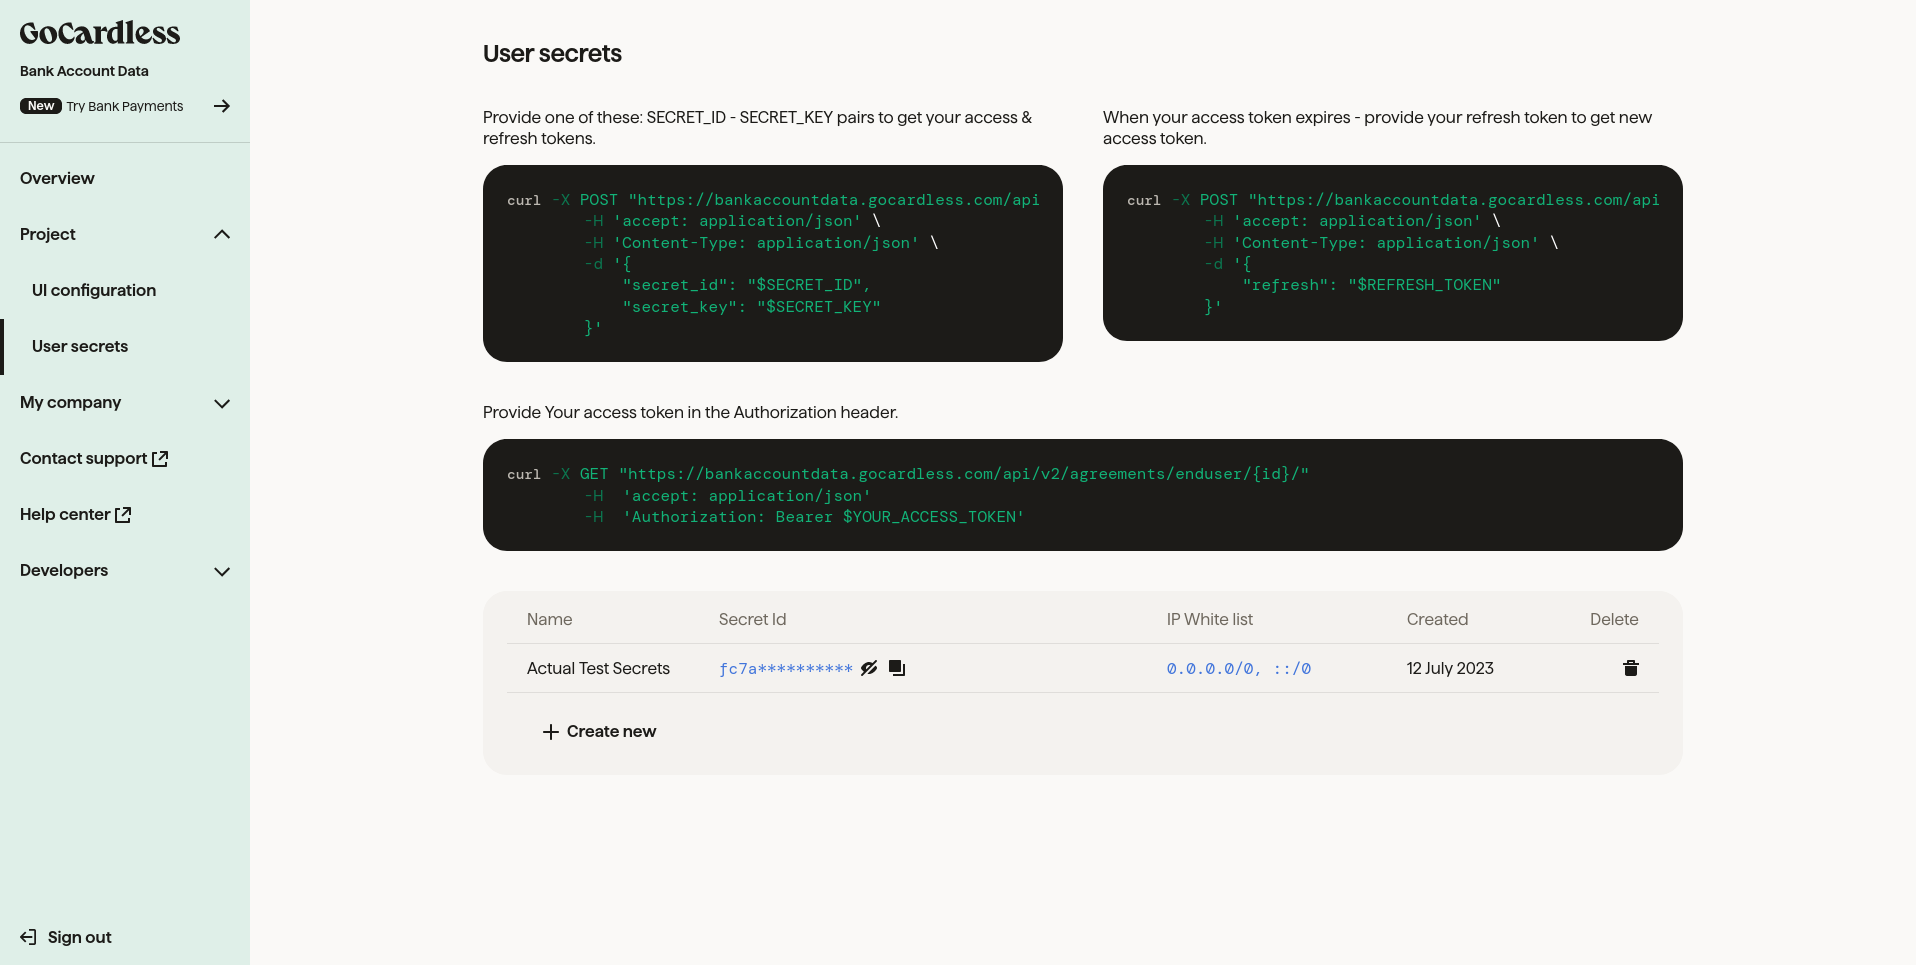 GoCardless
Bank Account Data
New Try Bank Payments
Overview
Project
UI configuration
User secrets
My company
Contact support
Help center
Developers
Sign out
User secrets
Provide one of these: SECRET_ID - SECRET_KEY pairs to get your access &
refresh tokens.
curl -X POST "https://bankaccountdata.gocardless.com/api
-H 'accept: application/json' \
-H 'Content-Type: application/json' \
-d '{
"secret_id": "$SECRET_ID",
"secret_key": "$SECRET_KEY"
}'
When your access token expires - provide your refresh token to get new
access token.
curl -X POST "https://bankaccountdata.gocardless.com/api
-H 'accept: application/json' \
-H 'Content-Type: application/json' \
-d '{
"refresh": "$REFRESH_TOKEN"
}'
Provide Your access token in the Authorization header.
curl -X GET "https://bankaccountdata.gocardless.com/api/v2/agreements/enduser/{id}/"
-H  'accept: application/json'
-H  'Authorization: Bearer $YOUR_ACCESS_TOKEN'
Name Secret Id IP White list Created Delete
Actual Test Secrets fc7a********** 0.0.0.0/0, ::/0 12 July 2023
Create new